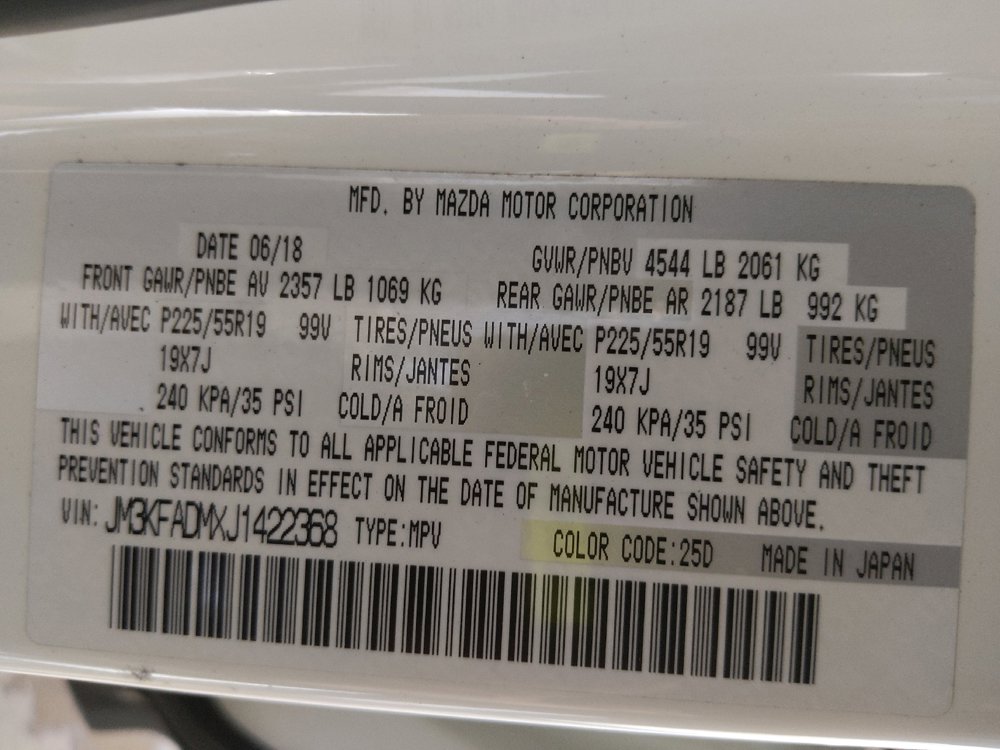 MFD. BY MAZDA MOTOR CORPORATION
DATE 06/18 GVWR/PNBV 4544 LB 2061 KG
FRONT GAWR/PNBE AV 2357 LB 1069 KG REAR GAWR/PNBE AR 2187 LB 992 KG
WITH/AVEC P225/55R19 99V TIRES/PNEUS WITH/AVEC P225/55R19 99V TIRES/PNEUS
19X7J RIMS/JANTES 19X7J RIMS/JANTES
240 KPA/35 PSI COLD/A FROID 240 KPA/35 PSI COLD/A FROID
THIS VEHICLE CONFORMS TO ALL APPLICABLE FEDERAL MOTOR VEHICLE SAFETY AND THEFT
PREVENTION STANDARDS IN EFFECT ON THE DATE OF MANUFACTURE SHOWN ABOVE.
VIN: JM3KFADMXJ1422368 TYPE:MPV COLOR CODE:25D MADE IN JAPAN